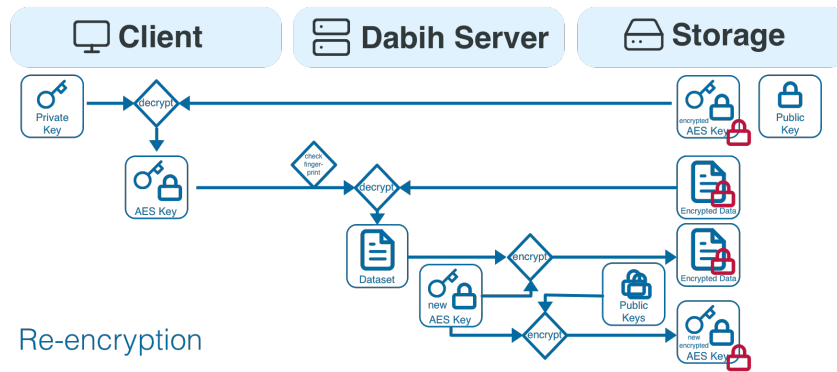 Client
Dabih Server
Storage
Private
Key
decrypt
encrypted
AES Key
Public
Key
AES Key
check
finger-
print
decrypt
Encrypted Data
Dataset
encrypt
Encrypted Data
new
AES Key
Public
Keys
encrypt
new
encrypted
AES Key
Re-encryption